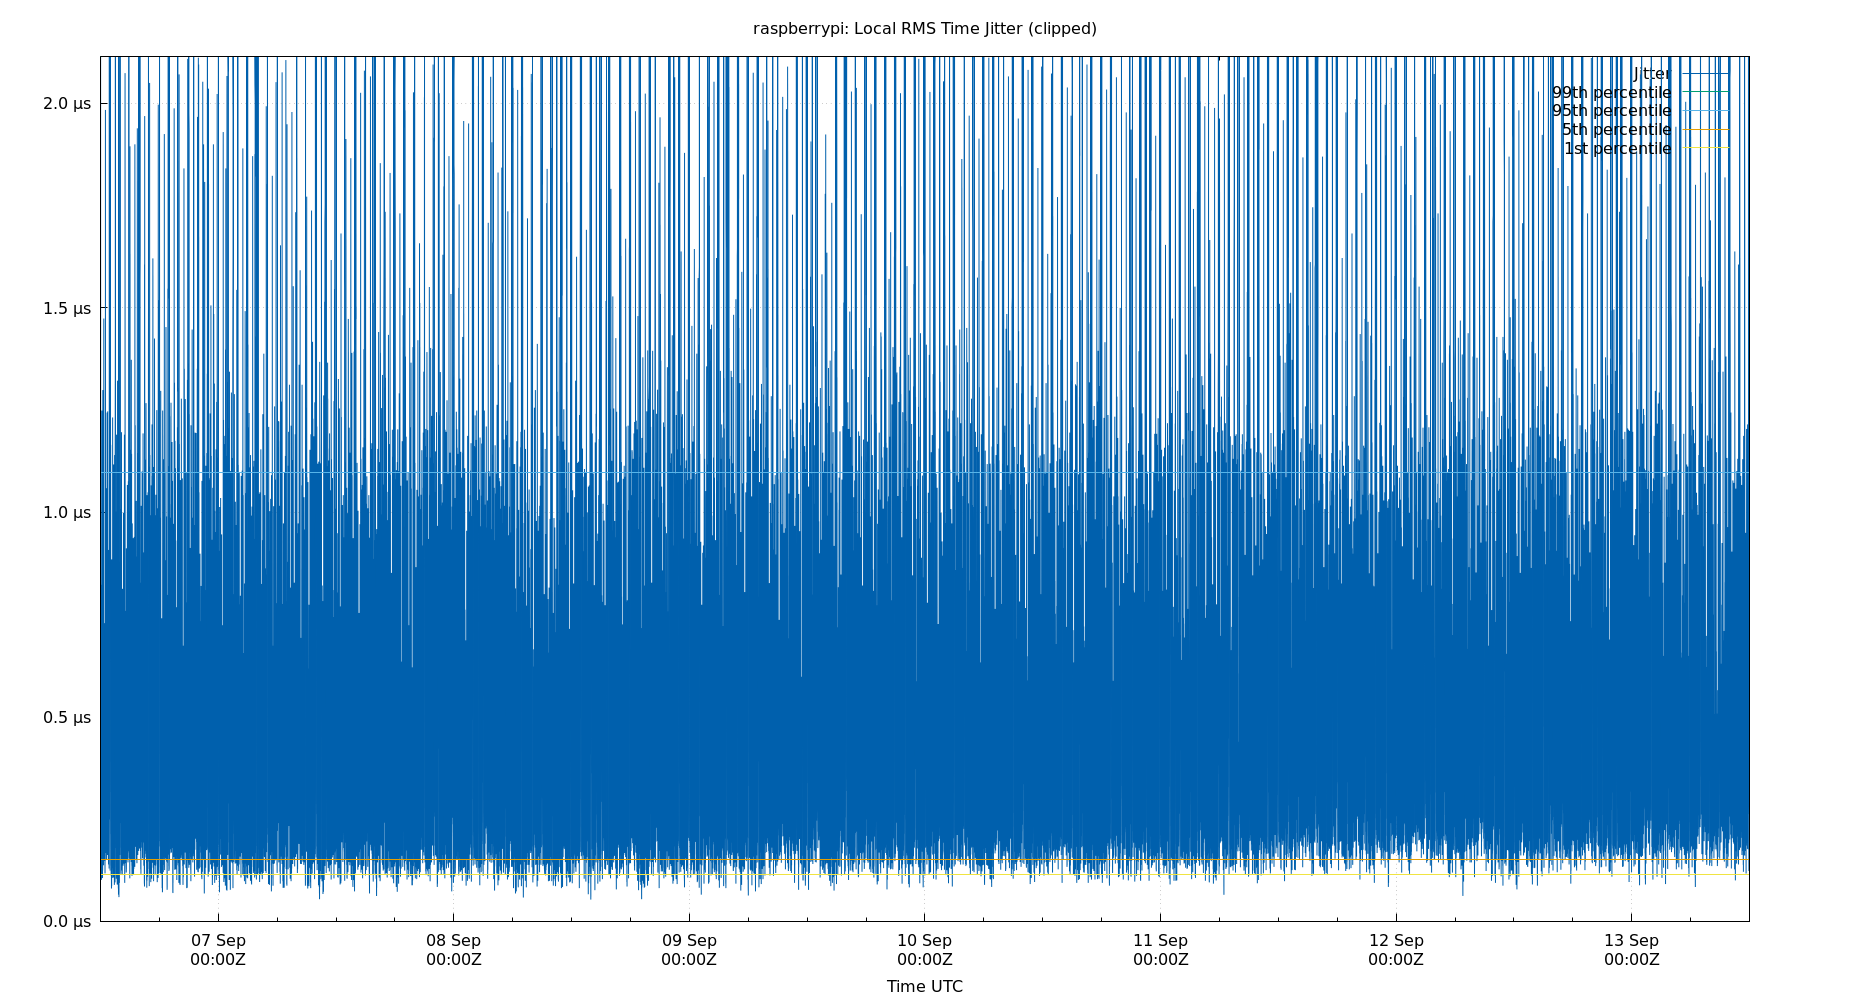 raspberrypi: Local RMS Time Jitter (clipped)
2.0 µs
1.5 µs
1.0 µs
0.5 µs
0.0 µs
Jitter
99th percentile
95th percentile
5th percentile
1st percentile
07 Sep
00:00Z
08 Sep
00:00Z
09 Sep
00:00Z
10 Sep
00:00Z
11 Sep
00:00Z
12 Sep
00:00Z
13 Sep
00:00Z
Time UTC